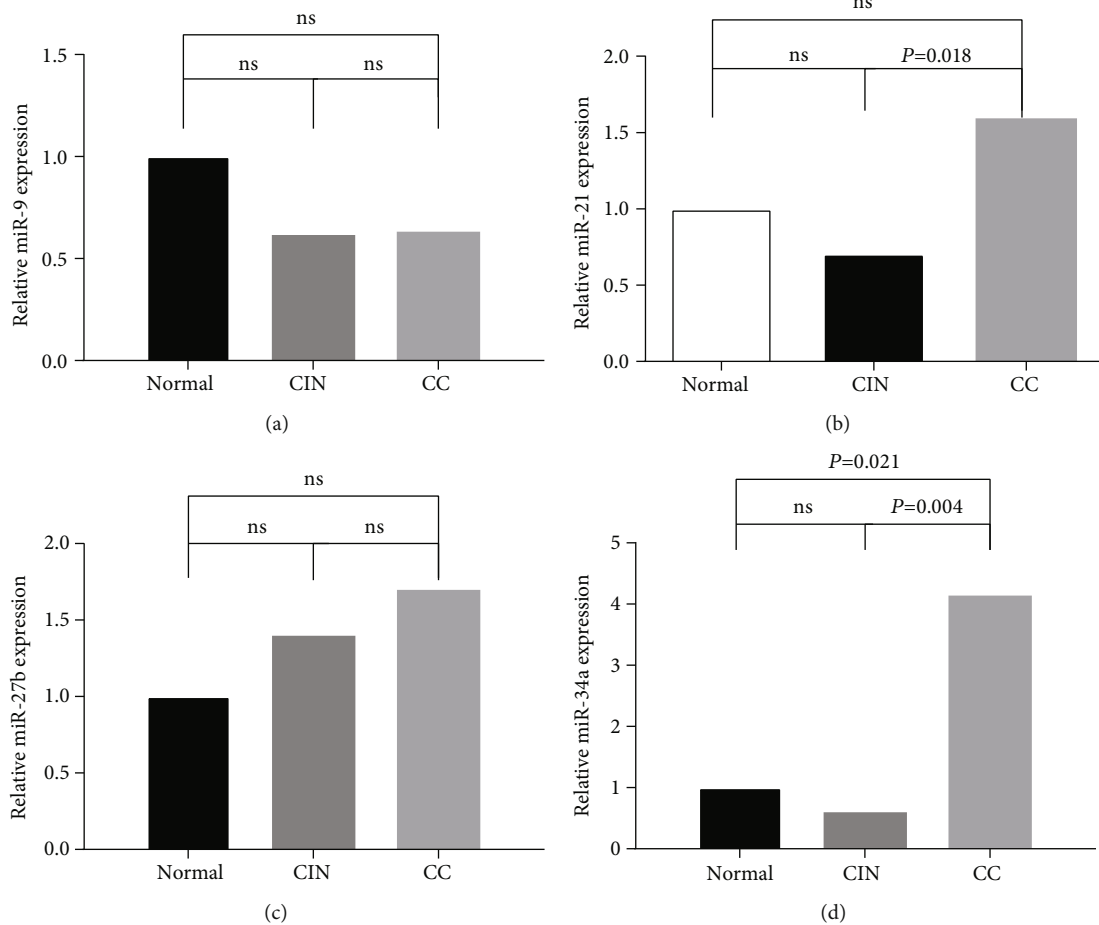 ns
ns ns
1.5
1.0
0.5
0.0
Relative miR-9 expression
Normal CIN CC
(a)
ns
ns P=0.018
2.0
1.5
1.0
0.5
0.0
Relative miR-21 expression
Normal CIN CC
(b)
ns
ns ns
2.0
1.5
1.0
0.5
0.0
Relative miR-27b expression
Normal CIN CC
(c)
P=0.021
ns P=0.004
5
4
3
2
1
0
Relative miR-34a expression
Normal CIN CC
(d)